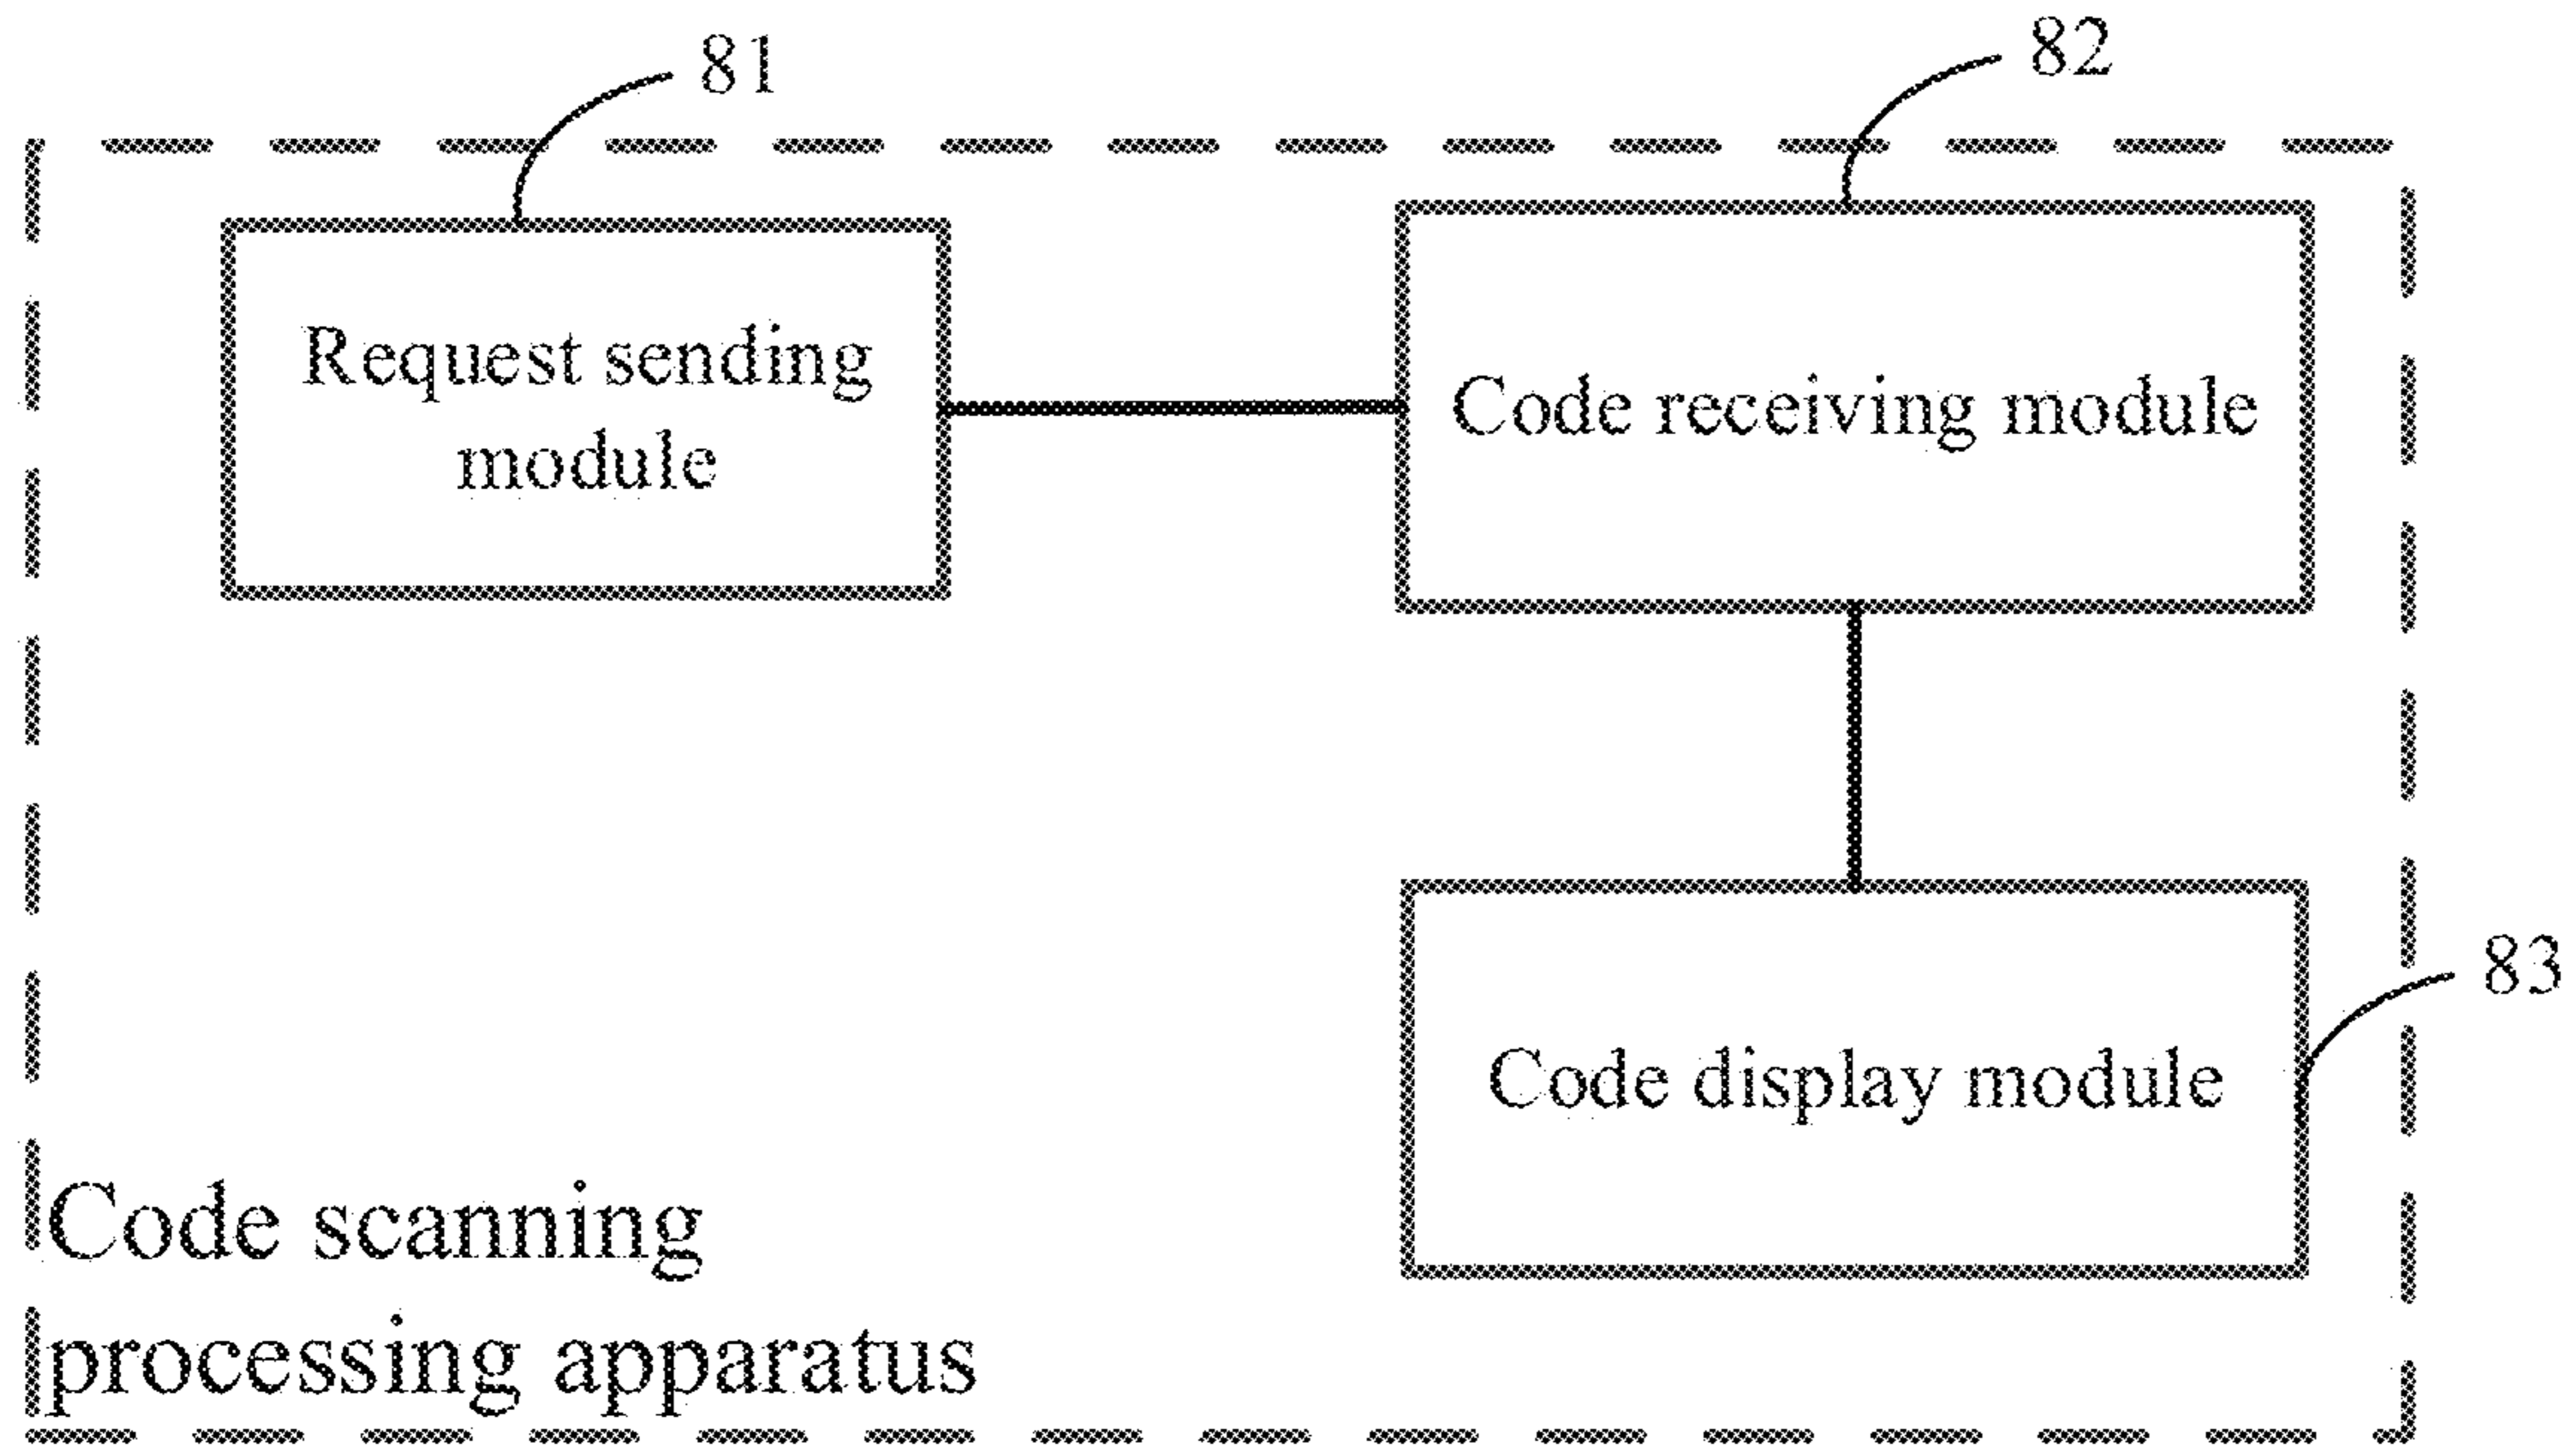 81
82
Request sending
module
Code receiving module
83
Code display module
Code scanning
processing apparatus